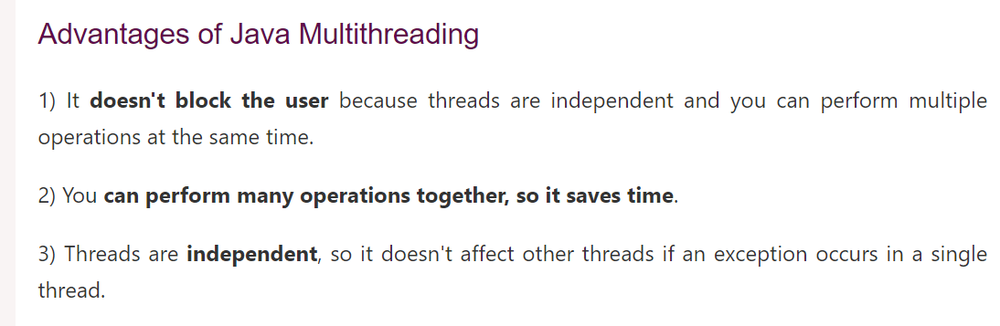 Advantages of Java Multithreading
1) It doesn't block the user because threads are independent and you can perform multiple
operations at the same time.
2) You can perform many operations together, so it saves time.
3) Threads are independent, so it doesn't affect other threads if an exception occurs in a single
thread.